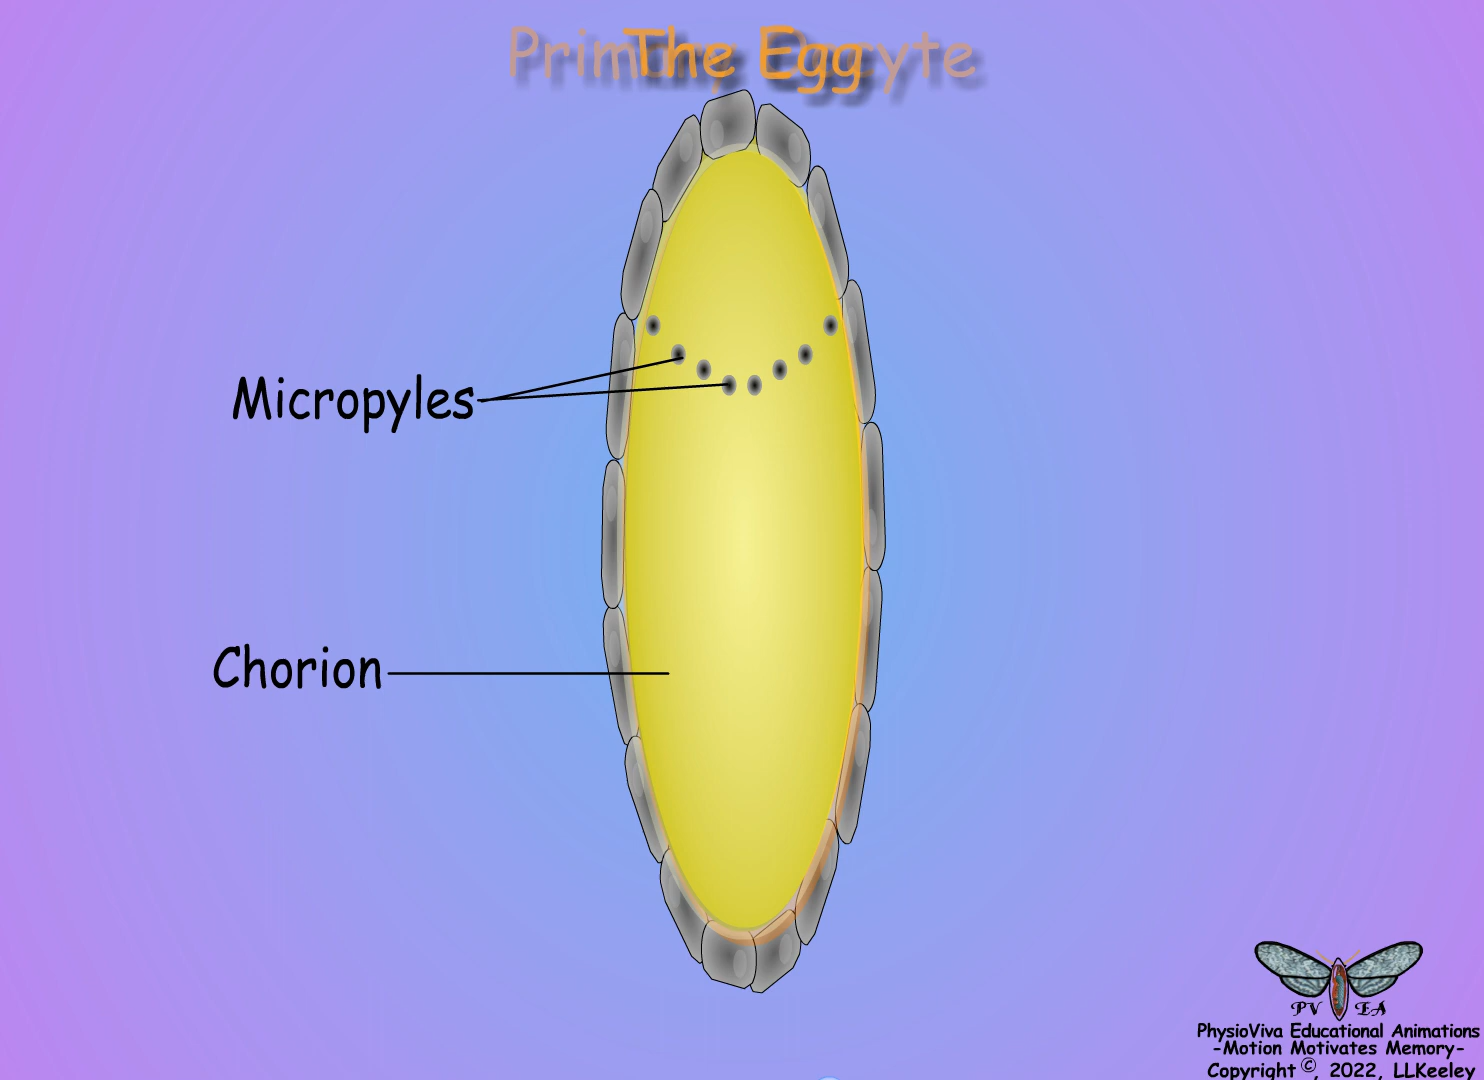 The Egg
Micropyles
Chorion
PV EA
PhysioViva Educational Animations
-Motion Motivates Memory-
Copyright ©, 2022, LLKeeley